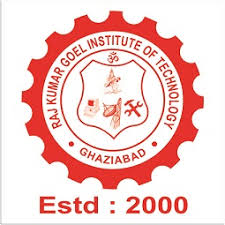 RAJ KUMAR GOEL INSTITUTE OF TECHNOLOGY
ॐ
• GHAZIABAD •
Estd : 2000